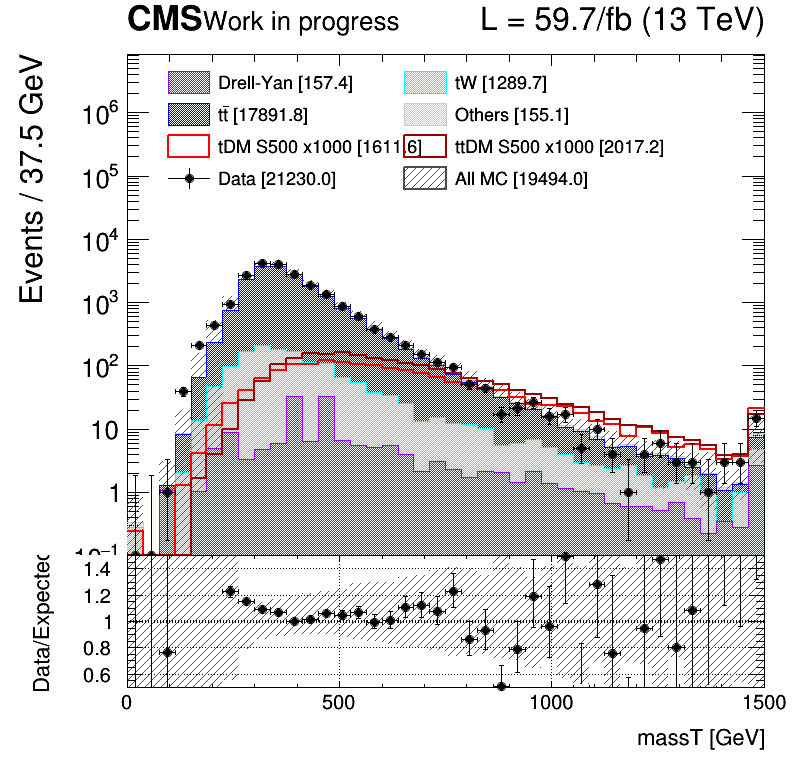 CMS Work in progress L = 59.7/fb (13 TeV)
Events / 37.5 GeV
Drell-Yan [157.4] tW [1289.7]
tt̄ [17891.8] Others [155.1]
tDM S500 x1000 [1611.6] ttDM S500 x1000 [2017.2]
Data [21230.0] All MC [19494.0]
10⁶
10⁵
10⁴
10³
10²
10
1
10⁻¹
Data/Expected
1.4
1.2
1
0.8
0.6
0 500 1000 1500
massT [GeV]